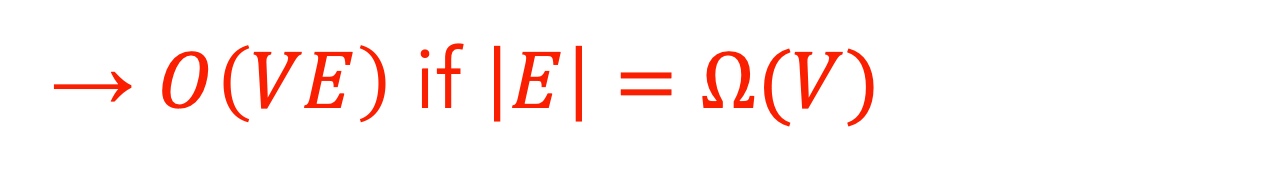 → O(VE) if |E| = Ω(V)